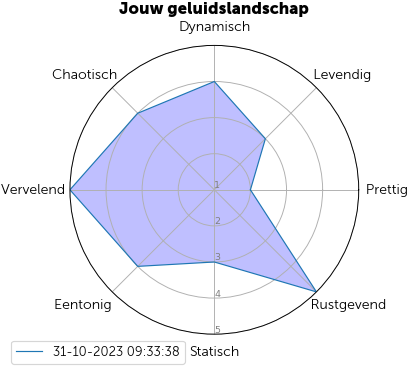 Jouw geluidslandschap
Dynamisch
Chaotisch
Levendig
Vervelend
Prettig
1
2
3
4
5
Eentonig
Rustgevend
31-10-2023 09:33:38
Statisch